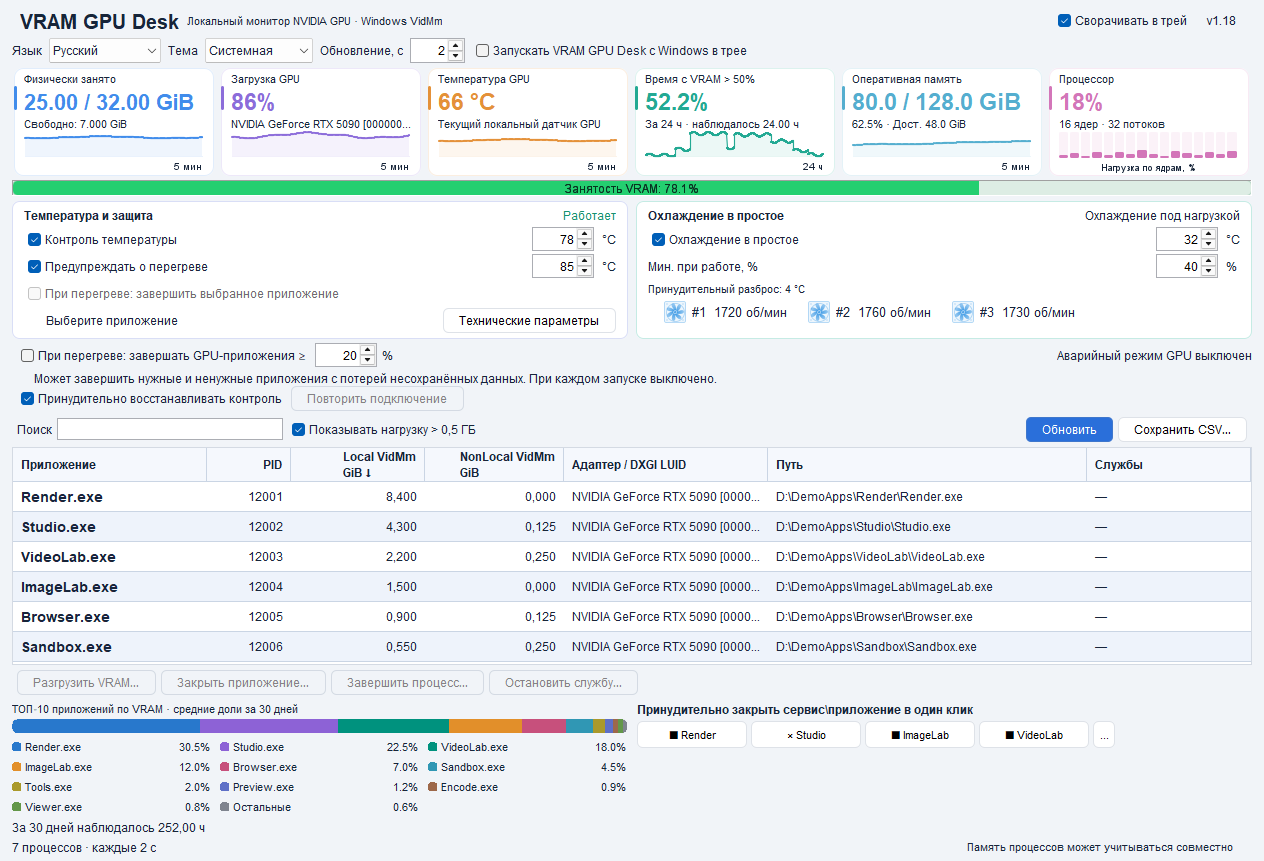 VRAM GPU Desk Локальный монитор NVIDIA GPU · Windows VidMm Сворачивать в трей v1.18
Язык Русский Тема Системная Обновление, с 2 Запускать VRAM GPU Desk с Windows в трее
Физически занято
25.00 / 32.00 GiB
Свободно: 7.000 GiB
5 мин
Загрузка GPU
86%
NVIDIA GeForce RTX 5090 [000000...
5 мин
Температура GPU
66 °C
Текущий локальный датчик GPU
5 мин
Время с VRAM > 50%
52.2%
За 24 ч · наблюдалось 24.00 ч
24 ч
Оперативная память
80.0 / 128.0 GiB
62.5% · Дост. 48.0 GiB
5 мин
Процессор
18%
16 ядер · 32 потоков
Нагрузка по ядрам, %
Занятость VRAM: 78.1%
Температура и защита Работает
Контроль температуры 78 °C
Предупреждать о перегреве 85 °C
При перегреве: завершить выбранное приложение
Выберите приложение Технические параметры
Охлаждение в простое Охлаждение под нагрузкой
Охлаждение в простое 32 °C
Мин. при работе, % 40 %
Принудительный разброс: 4 °C
#1 1720 об/мин #2 1760 об/мин #3 1730 об/мин
При перегреве: завершать GPU-приложения ≥ 20 % Аварийный режим GPU выключен
Может завершить нужные и ненужные приложения с потерей несохранённых данных. При каждом запуске выключено.
Принудительно восстанавливать контроль Повторить подключение
Поиск Показывать нагрузку > 0,5 ГБ Обновить Сохранить CSV...
Приложение PID Local VidMm GiB ↓ NonLocal VidMm GiB Адаптер / DXGI LUID Путь Службы
Render.exe 12001 8,400 0,000 NVIDIA GeForce RTX 5090 [0000... D:\DemoApps\Render\Render.exe —
Studio.exe 12002 4,300 0,125 NVIDIA GeForce RTX 5090 [0000... D:\DemoApps\Studio\Studio.exe —
VideoLab.exe 12003 2,200 0,250 NVIDIA GeForce RTX 5090 [0000... D:\DemoApps\VideoLab\VideoLab.exe —
ImageLab.exe 12004 1,500 0,000 NVIDIA GeForce RTX 5090 [0000... D:\DemoApps\ImageLab\ImageLab.exe —
Browser.exe 12005 0,900 0,125 NVIDIA GeForce RTX 5090 [0000... D:\DemoApps\Browser\Browser.exe —
Sandbox.exe 12006 0,550 0,250 NVIDIA GeForce RTX 5090 [0000... D:\DemoApps\Sandbox\Sandbox.exe —
Разгрузить VRAM... Закрыть приложение... Завершить процесс... Остановить службу...
ТОП-10 приложений по VRAM · средние доли за 30 дней
Render.exe 30.5% Studio.exe 22.5% VideoLab.exe 18.0%
ImageLab.exe 12.0% Browser.exe 7.0% Sandbox.exe 4.5%
Tools.exe 2.0% Preview.exe 1.2% Encode.exe 0.9%
Viewer.exe 0.8% Остальные 0.6%
Принудительно закрыть сервис\приложение в один клик
■ Render × Studio ■ ImageLab ■ VideoLab ...
За 30 дней наблюдалось 252,00 ч
7 процессов · каждые 2 с Память процессов может учитываться совместно